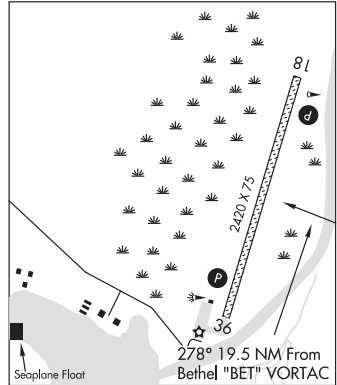 18
P
2420 X 75
P
36
278° 19.5 NM From
Bethel "BET" VORTAC
Seaplane Float